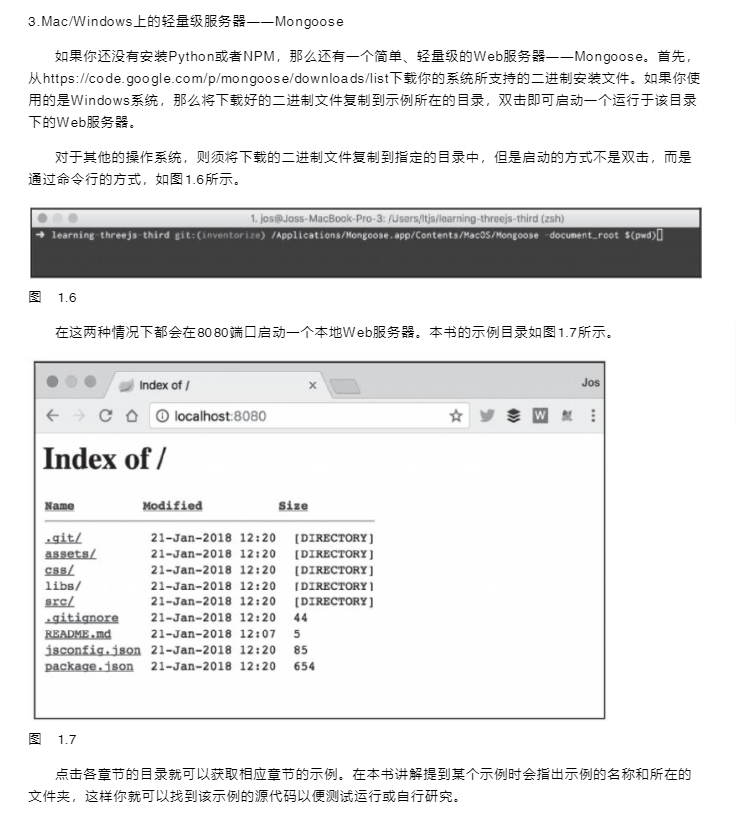 3.Mac/Windows上的轻量级服务器——Mongoose
如果你还没有安装Python或者NPM，那么还有一个简单、轻量级的Web服务器——Mongoose。首先，
从https://code.google.com/p/mongoose/downloads/list下载你的系统所支持的二进制安装文件。如果你使
用的是Windows系统，那么将下载好的二进制文件复制到示例所在的目录，双击即可启动一个运行于该目录
下的Web服务器。
对于其他的操作系统，则须将下载的二进制文件复制到指定的目录中，但是启动的方式不是双击，而是
通过命令行的方式，如图1.6所示。
1. jos@Joss-MacBook-Pro-3: /Users/ltjs/learning-threejs-third (zsh)
➜ learning-threejs-third git:(inventorize) /Applications/Mongoose.app/Contents/MacOS/Mongoose -document_root $(pwd)
图 1.6
在这两种情况下都会在8080端口启动一个本地Web服务器。本书的示例目录如图1.7所示。
Index of / × Jos
localhost:8080 W
Index of /
Name Modified Size
.git/ 21-Jan-2018 12:20 [DIRECTORY]
assets/ 21-Jan-2018 12:20 [DIRECTORY]
css/ 21-Jan-2018 12:20 [DIRECTORY]
libs/ 21-Jan-2018 12:20 [DIRECTORY]
src/ 21-Jan-2018 12:20 [DIRECTORY]
.gitignore 21-Jan-2018 12:20 44
README.md 21-Jan-2018 12:07 5
jsconfig.json 21-Jan-2018 12:20 85
package.json 21-Jan-2018 12:20 654
图 1.7
点击各章节的目录就可以获取相应章节的示例。在本书讲解提到某个示例时会指出示例的名称和所在的
文件夹，这样你就可以找到该示例的源代码以便测试运行或自行研究。